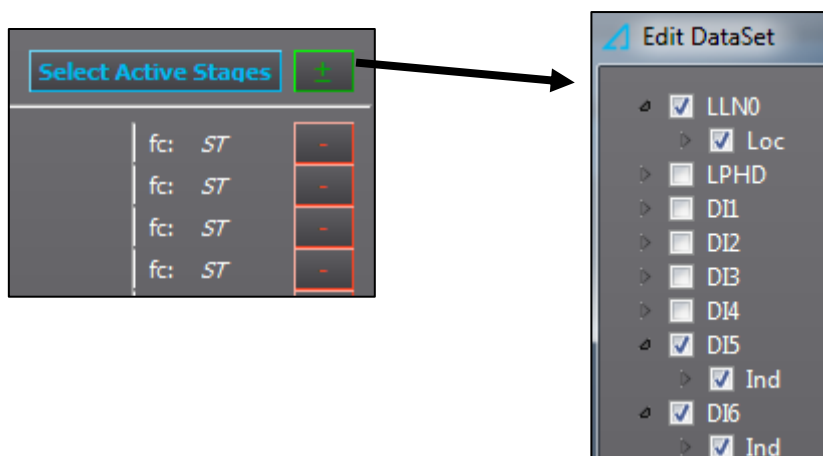 Select Active Stages ±
fc: ST -
fc: ST -
fc: ST -
fc: ST -
Edit DataSet
LLN0
Loc
LPHD
DI1
DI2
DI3
DI4
DI5
Ind
DI6
Ind